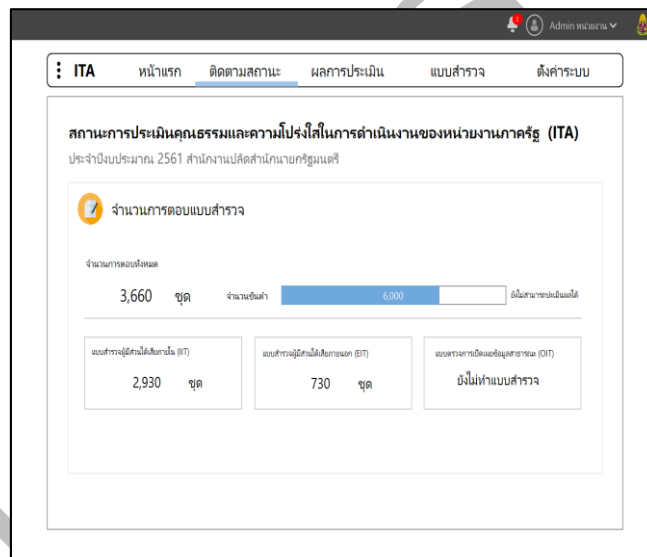 2
Admin หน่วยงาน
ITA หน้าแรก ติดตามสถานะ ผลการประเมิน แบบสำรวจ ตั้งค่าระบบ
สถานะการประเมินคุณธรรมและความโปร่งใสในการดำเนินงานของหน่วยงานภาครัฐ (ITA)
ประจำปีงบประมาณ 2561 สำนักงานปลัดสำนักนายกรัฐมนตรี
จำนวนการตอบแบบสำรวจ
จำนวนการตอบทั้งหมด
3,660 ชุด จำนวนขั้นต่ำ 6,000 ยังไม่สามารถประเมินผลได้
แบบสำรวจผู้มีส่วนได้เสียภายใน (IIT) แบบสำรวจผู้มีส่วนได้เสียภายนอก (EIT) แบบตรวจการเปิดเผยข้อมูลสาธารณะ (OIT)
2,930 ชุด 730 ชุด ยังไม่ทำแบบสำรวจ